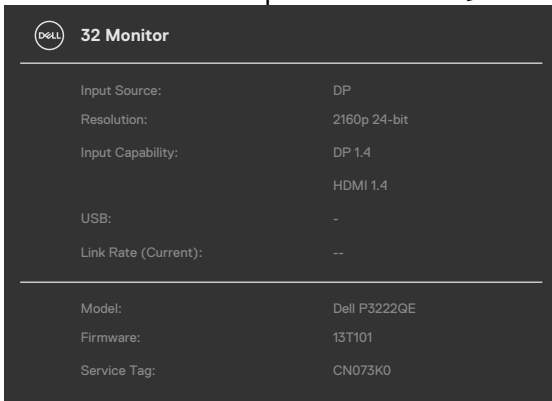 DELL 32 Monitor
Input Source: DP
Resolution: 2160p 24-bit
Input Capability: DP 1.4
HDMI 1.4
USB: -
Link Rate (Current): --
Model: Dell P3222QE
Firmware: 13T101
Service Tag: CN073K0